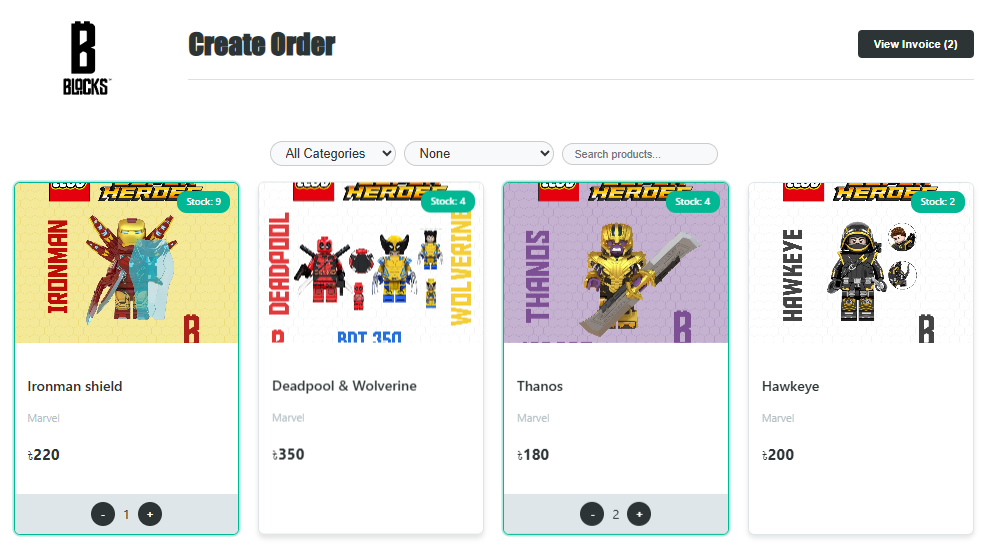 B
BLOCKS
Create Order
View Invoice (2)
All Categories
None
Search products...
HEROES
Stock: 9
IRONMAN
B
Ironman shield
Marvel
৳220
- 1 +
HEROES
Stock: 4
DEADPOOL
WOLVERINE
BDT 350
Deadpool & Wolverine
Marvel
৳350
HEROES
Stock: 4
THANOS
B
Thanos
Marvel
৳180
- 2 +
HEROES
Stock: 2
HAWKEYE
B
Hawkeye
Marvel
৳200